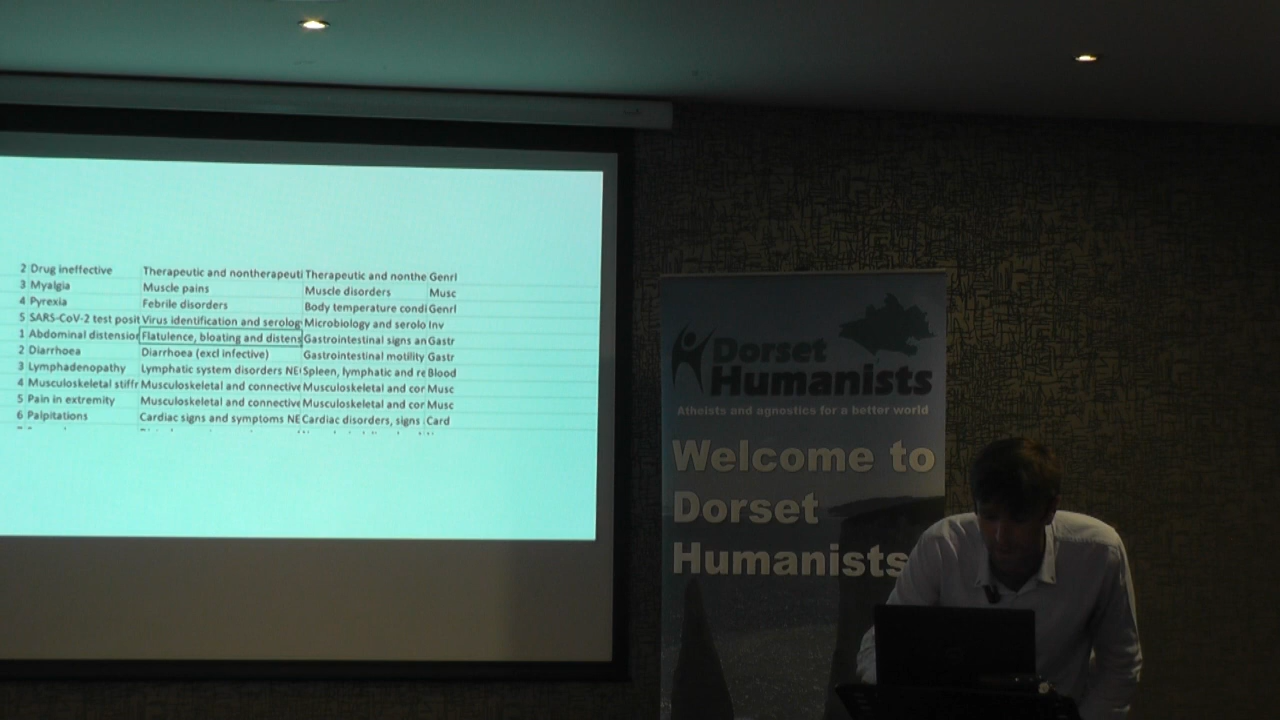 2 Drug ineffective Therapeutic and nontherapeuti Therapeutic and nonthe Genrl
3 Myalgia Muscle pains Muscle disorders Musc
4 Pyrexia Febrile disorders Body temperature condi Genrl
5 SARS-CoV-2 test posit Virus identification and serolog Microbiology and serolo Inv
1 Abdominal distension Flatulence, bloating and distens Gastrointestinal signs an Gastr
2 Diarrhoea Diarrhoea (excl infective) Gastrointestinal motility Gastr
3 Lymphadenopathy Lymphatic system disorders NE Spleen, lymphatic and re Blood
4 Musculoskeletal stiffr Musculoskeletal and connective Musculoskeletal and cor Musc
5 Pain in extremity Musculoskeletal and connective Musculoskeletal and cor Musc
6 Palpitations Cardiac signs and symptoms NE Cardiac disorders, signs Card
Dorset
Humanists
Atheists and agnostics for a better world
Welcome to
Dorset
Humanists